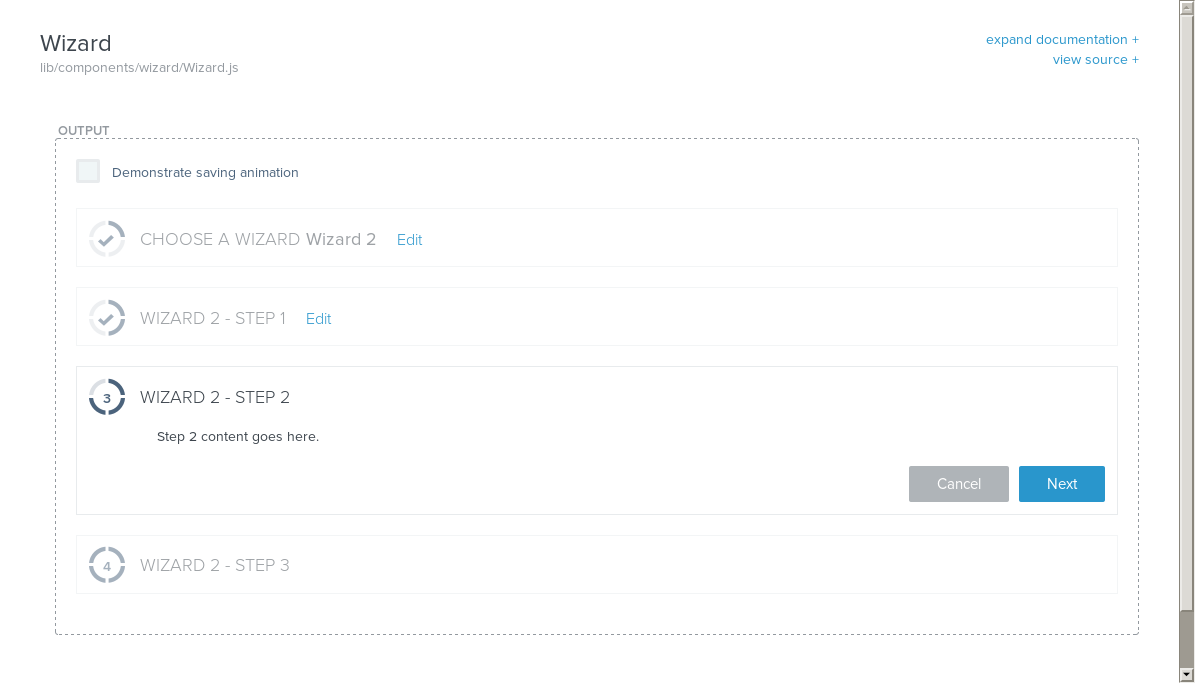 Wizard
lib/components/wizard/Wizard.js
expand documentation +
view source +
OUTPUT
Demonstrate saving animation
CHOOSE A WIZARD Wizard 2 Edit
WIZARD 2 - STEP 1 Edit
3 WIZARD 2 - STEP 2
Step 2 content goes here.
Cancel Next
4 WIZARD 2 - STEP 3